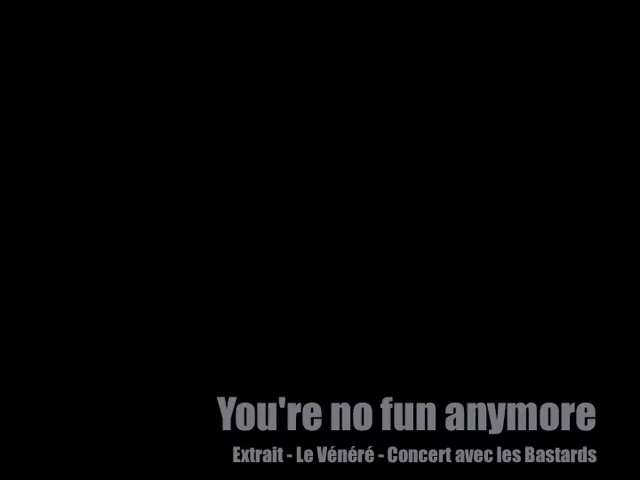 You're no fun anymore
Extrait - Le Vénéré - Concert avec les Bastards